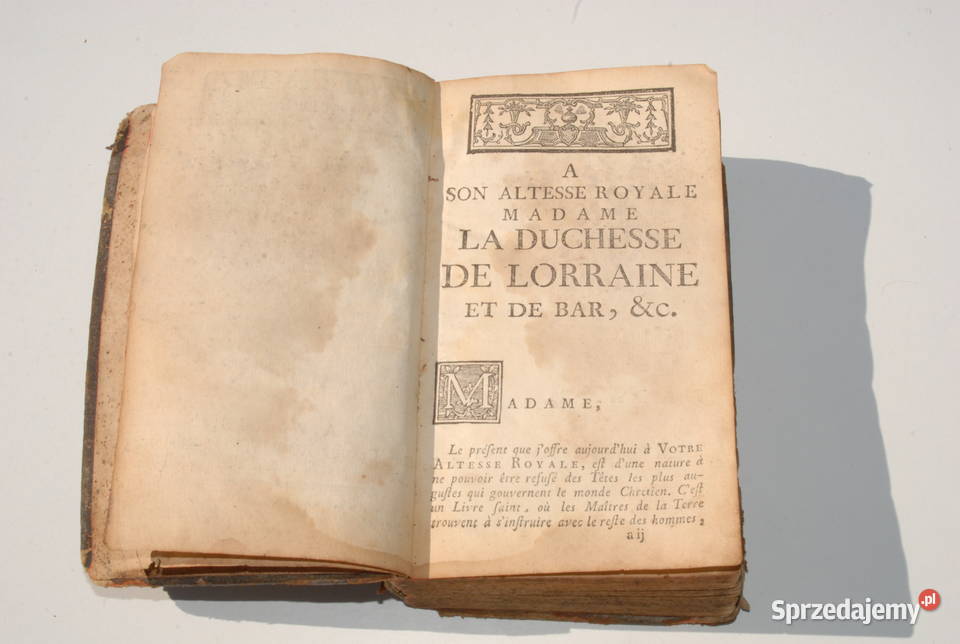 A
SON ALTESSE ROYALE
MADAME
LA DUCHESSE
DE LORRAINE
ET DE BAR, &c.
MADAME,
Le préſent que j'offre aujourd'hui à VOTRE
ALTESSE ROYALE, eſt d'une nature à
ne pouvoir être refuſé des Têtes les plus au-
guſtes qui gouvernent le monde Chretien. C'eſt
un Livre ſaint, où les Maîtres de la Terre
trouvent à s'inſtruire avec le reſte des hommes,
a ij
Sprzedajemy.pl